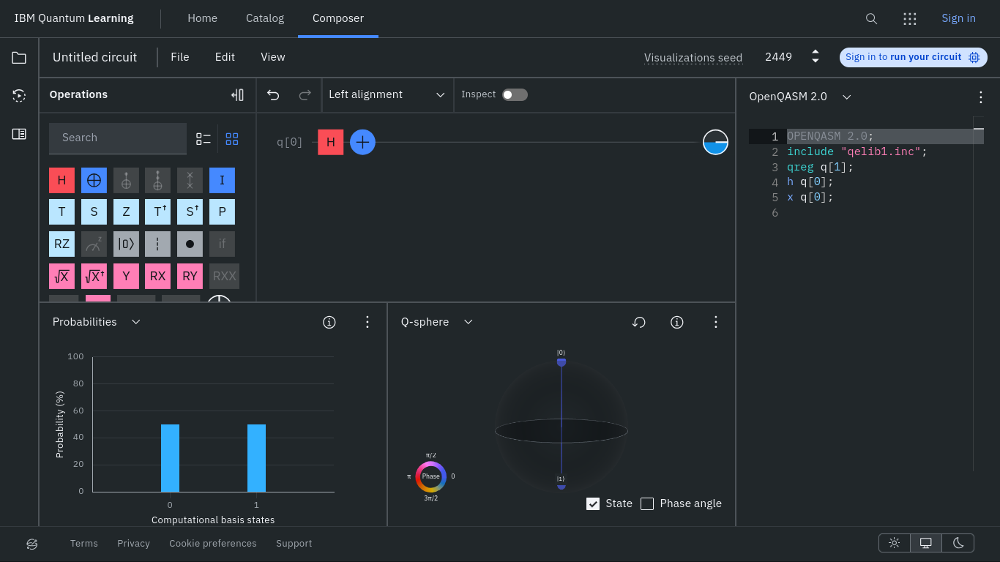 IBM Quantum Learning
Home
Catalog
Composer
Sign in
Untitled circuit
File
Edit
View
Visualizations seed
2449
Sign in to run your circuit
Operations
Left alignment
Inspect
OpenQASM 2.0
Search
q[0]
H
H
I
T
S
Z
T†
S†
P
RZ
z
|0⟩
if
√X
√X†
Y
RX
RY
RXX
1 OPENQASM 2.0;
2 include "qelib1.inc";
3 qreg q[1];
4 h q[0];
5 x q[0];
6
Probabilities
100
80
60
40
20
0
Probability (%)
0
1
Computational basis states
Q-sphere
|0⟩
|1⟩
π/2
π
Phase
0
3π/2
State
Phase angle
Terms
Privacy
Cookie preferences
Support